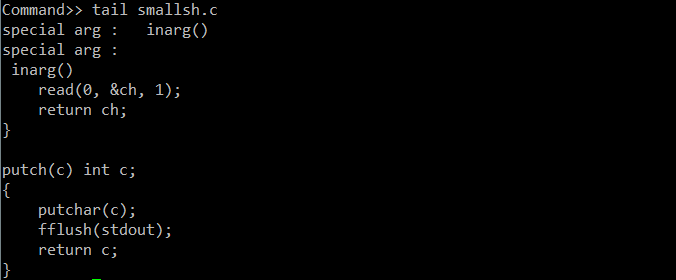 Command>> tail smallsh.c
special arg :   inarg()
special arg :
 inarg()
    read(0, &ch, 1);
    return ch;
}

putch(c) int c;
{
    putchar(c);
    fflush(stdout);
    return c;
}